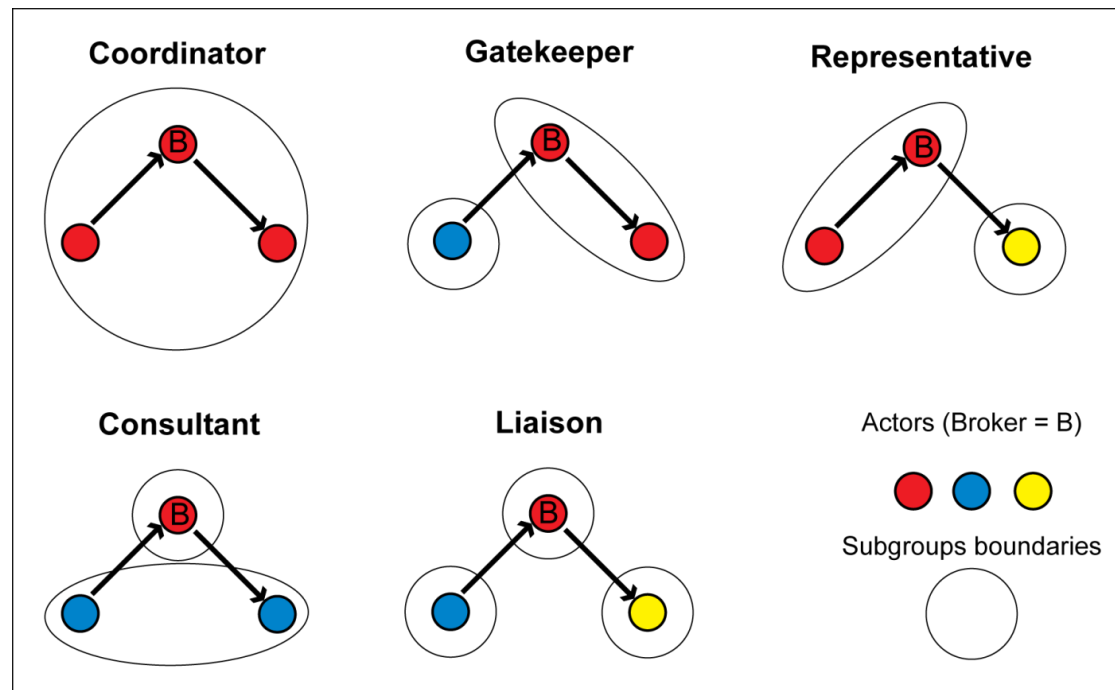 Coordinator
Gatekeeper
Representative
B
B
B
Consultant
Liaison
Actors (Broker = B)
B
B
Subgroups boundaries